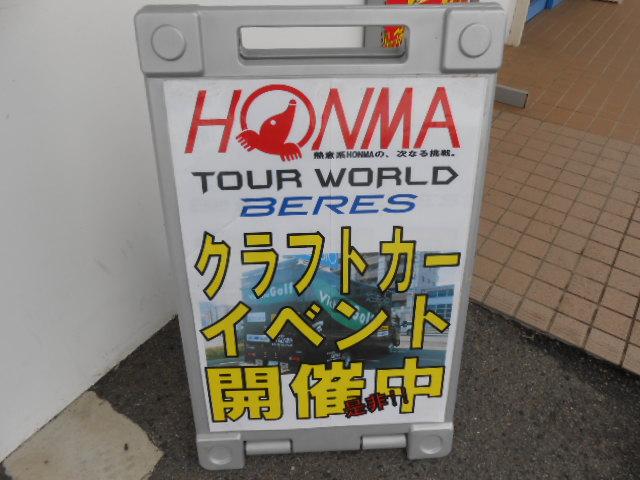 HONMA
熱意系HONMAの、次なる挑戦。
TOUR WORLD
BERES
クラフトカー
イベント
開催中
是非!!